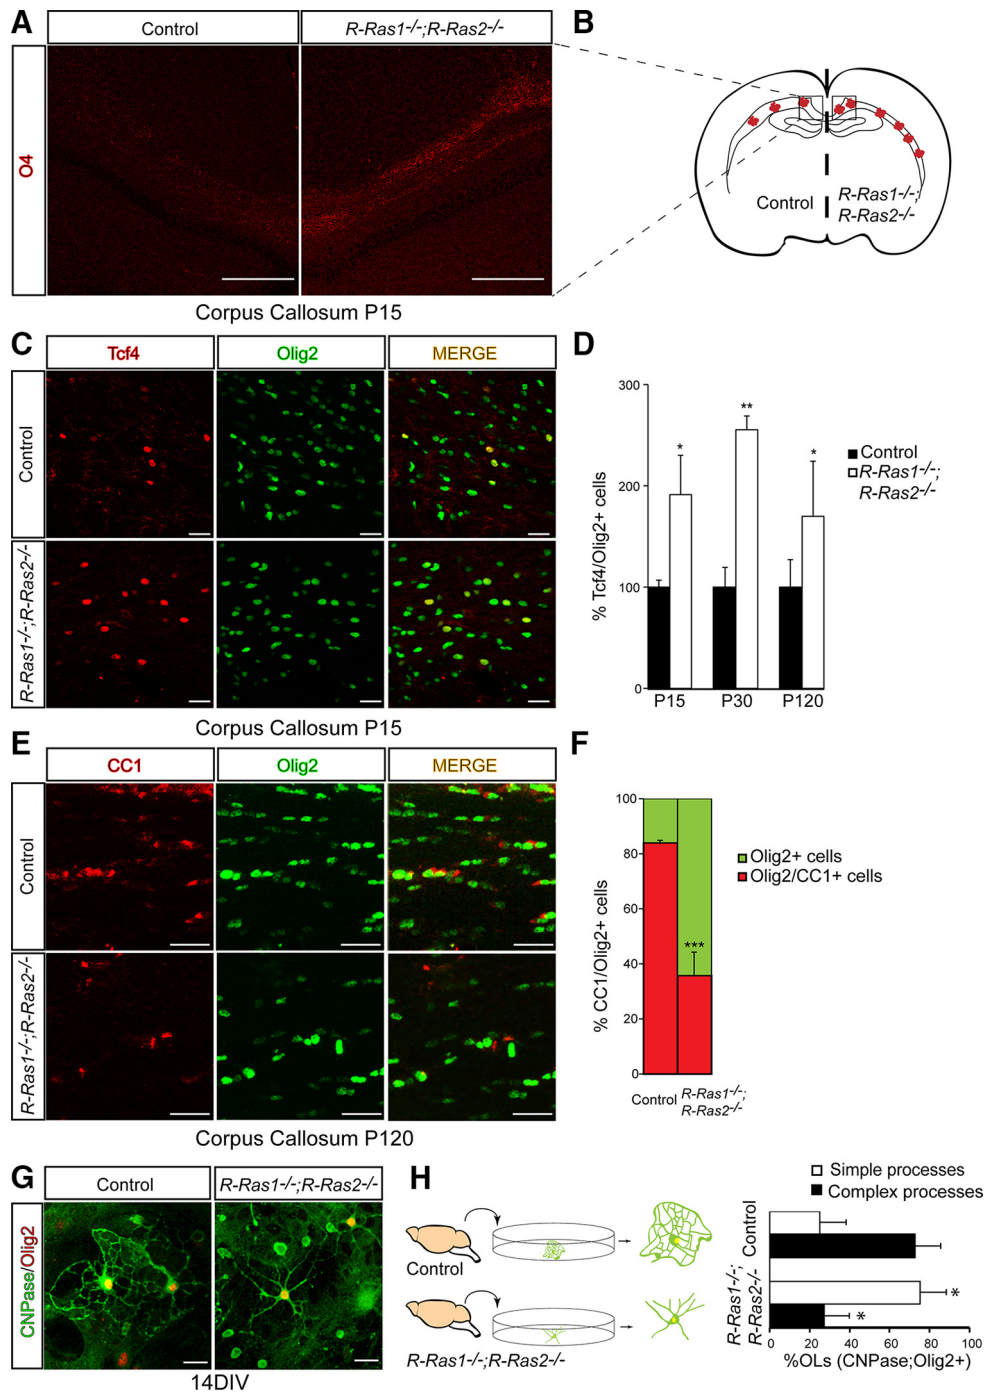 A
Control
R-Ras1-/-;R-Ras2-/-
O4
Corpus Callosum P15
B
Control
R-Ras1-/-;
R-Ras2-/-
C
Tcf4
Olig2
MERGE
Control
R-Ras1-/-;R-Ras2-/-
Corpus Callosum P15
D
% Tcf4/Olig2+ cells
300
200
100
0
*
**
*
P15
P30
P120
Control
R-Ras1-/-;
R-Ras2-/-
E
CC1
Olig2
MERGE
Control
R-Ras1-/-;R-Ras2-/-
Corpus Callosum P120
F
% CC1/Olig2+ cells
100
80
60
40
20
0
***
Control
R-Ras1-/-;
R-Ras2-/-
Olig2+ cells
Olig2/CC1+ cells
G
Control
R-Ras1-/-;R-Ras2-/-
CNPase/Olig2
14DIV
H
Control
R-Ras1-/-;R-Ras2-/-
Simple processes
Complex processes
Control
R-Ras1-/-;
R-Ras2-/-
*
*
0 20 40 60 80 100
%OLs (CNPase;Olig2+)